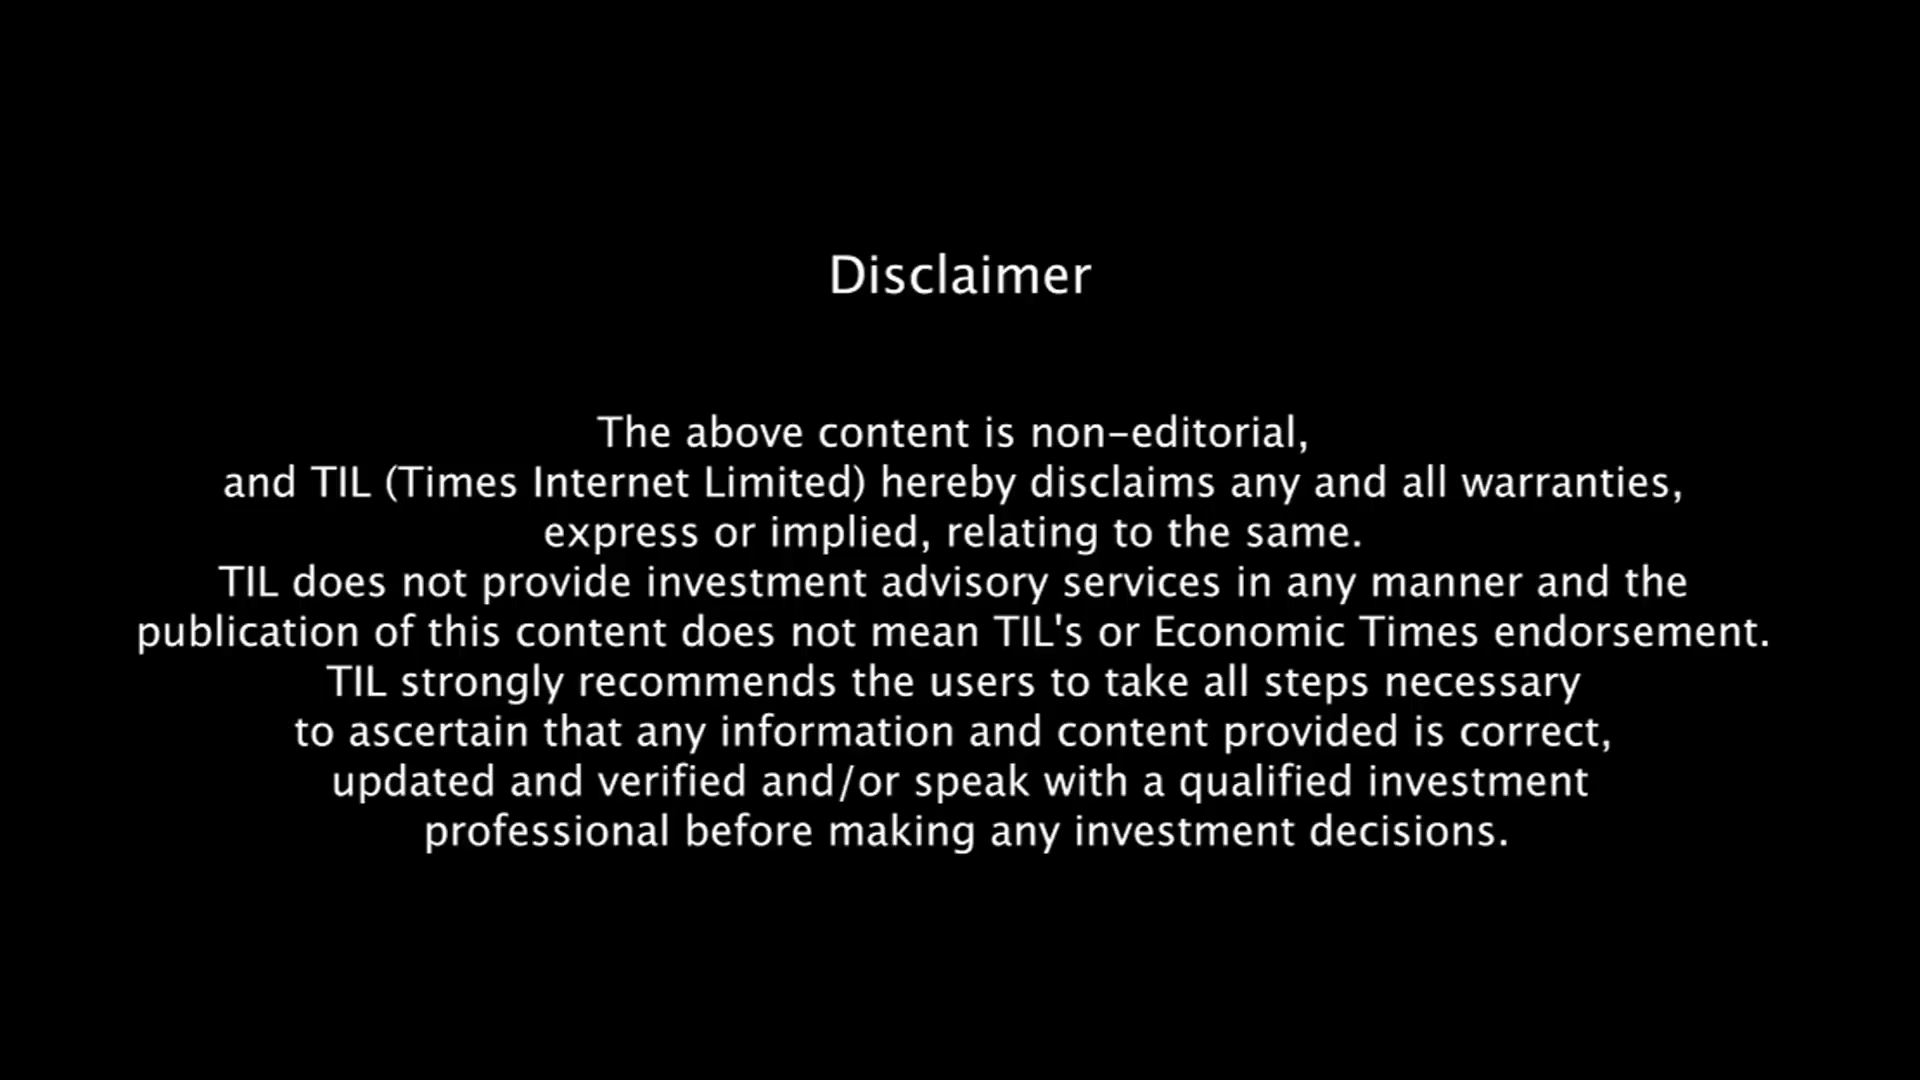 Disclaimer
The above content is non-editorial,
and TIL (Times Internet Limited) hereby disclaims any and all warranties,
express or implied, relating to the same.
TIL does not provide investment advisory services in any manner and the
publication of this content does not mean TIL's or Economic Times endorsement.
TIL strongly recommends the users to take all steps necessary
to ascertain that any information and content provided is correct,
updated and verified and/or speak with a qualified investment
professional before making any investment decisions.